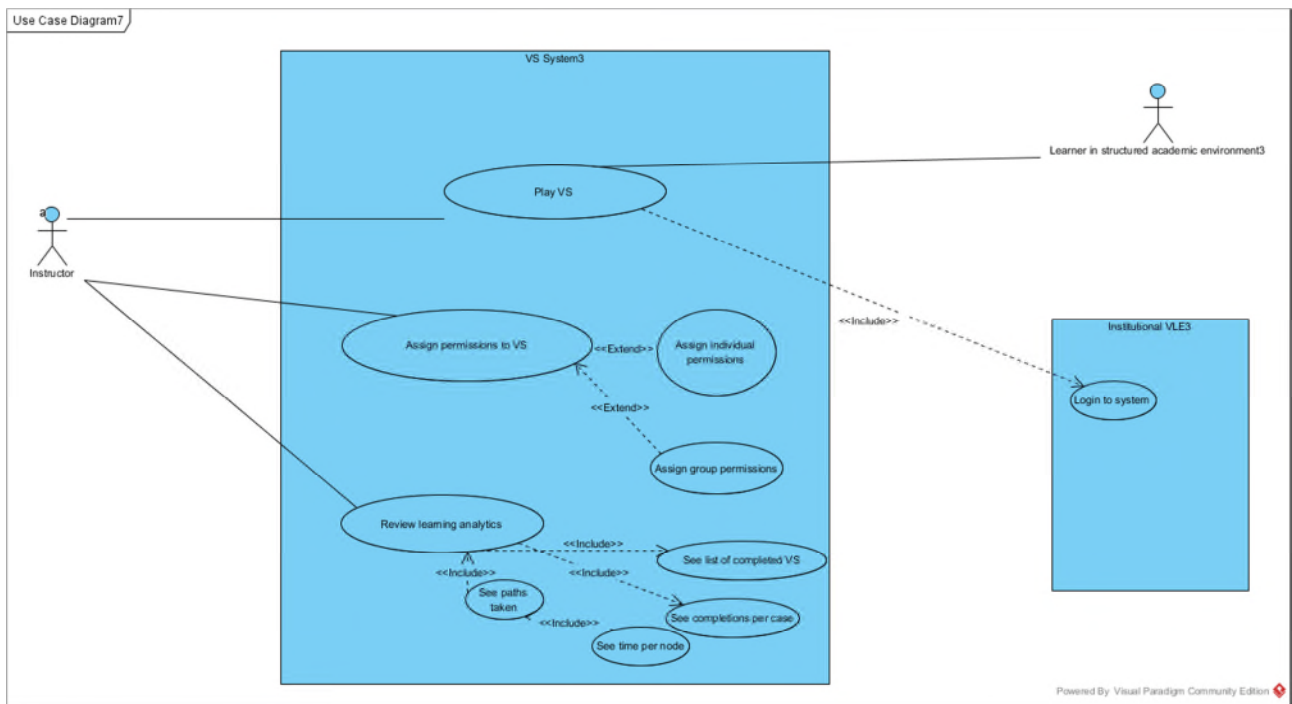 Use Case Diagram7
VS System3
Learner in structured academic environment3
Play VS
a
Instructor
<<Include>>
Institutional VLE3
Assign permissions to VS
<<Extend>>
Assign individual
permissions
Login to system
<<Extend>>
Assign group permissions
Review learning analytics
<<Include>>
See list of completed VS
<<Include>>
<<Include>>
See paths
taken
See completions per case
<<Include>>
See time per node
Powered By Visual Paradigm Community Edition